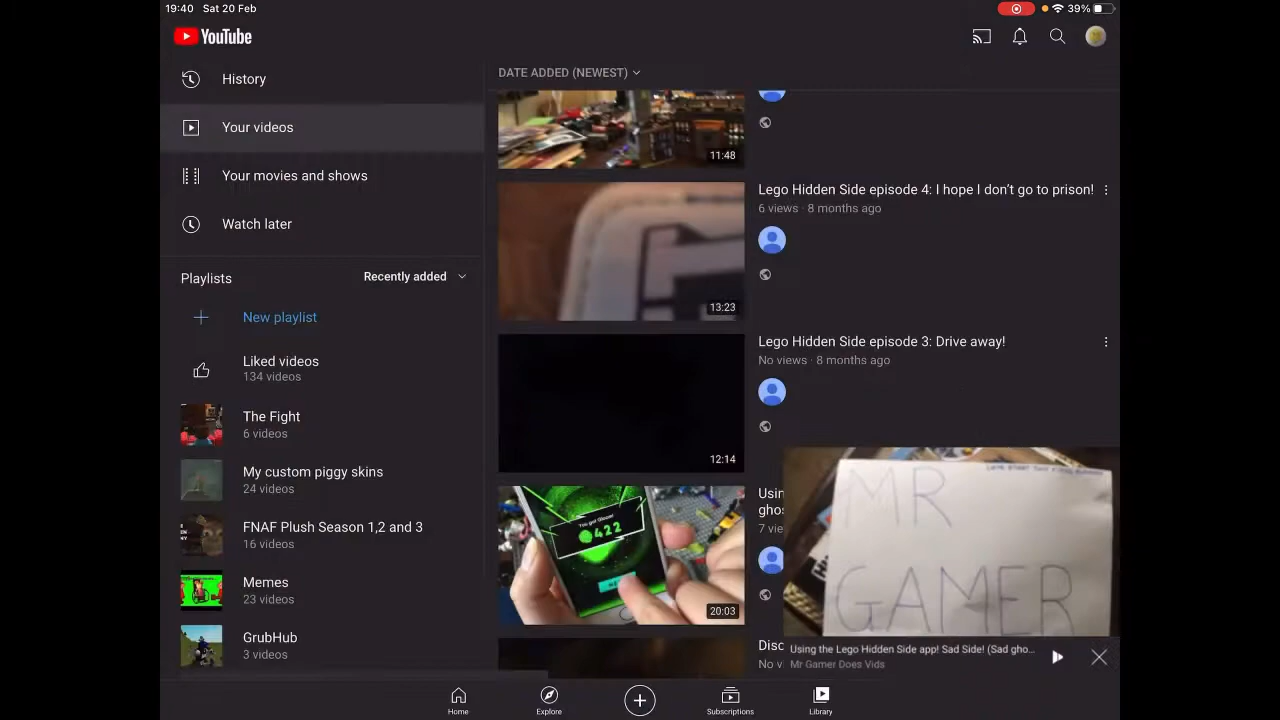 19:40 Sat 20 Feb
39%
YouTube
History
Your videos
Your movies and shows
Watch later
Playlists
Recently added
New playlist
Liked videos
134 videos
The Fight
6 videos
My custom piggy skins
24 videos
FNAF Plush Season 1,2 and 3
16 videos
Memes
23 videos
GrubHub
3 videos
DATE ADDED (NEWEST)
11:48
Lego Hidden Side episode 4: I hope I don't go to prison!
6 views · 8 months ago
13:23
Lego Hidden Side episode 3: Drive away!
No views · 8 months ago
12:14
Usin
ghos
7 vie
422
20:03
Disc
No v
MR
GAMER
Using the Lego Hidden Side app! Sad Side! (Sad gho...
Mr Gamer Does Vids
Home
Explore
Subscriptions
Library